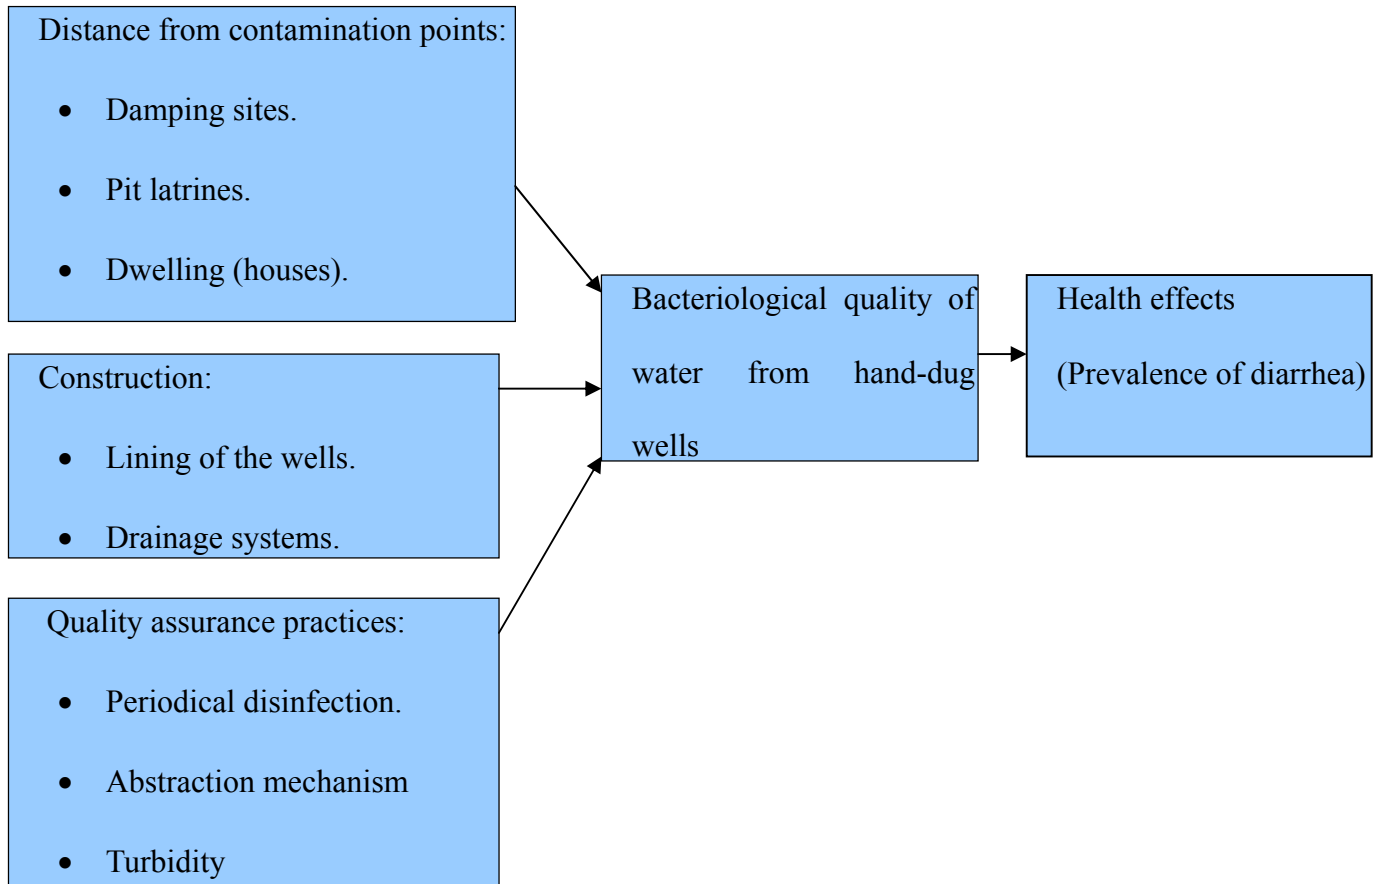 Distance from contamination points:
• Damping sites.
• Pit latrines.
• Dwelling (houses).
Construction:
• Lining of the wells.
• Drainage systems.
Quality assurance practices:
• Periodical disinfection.
• Abstraction mechanism
• Turbidity
Bacteriological quality of
water from hand-dug
wells
Health effects
(Prevalence of diarrhea)